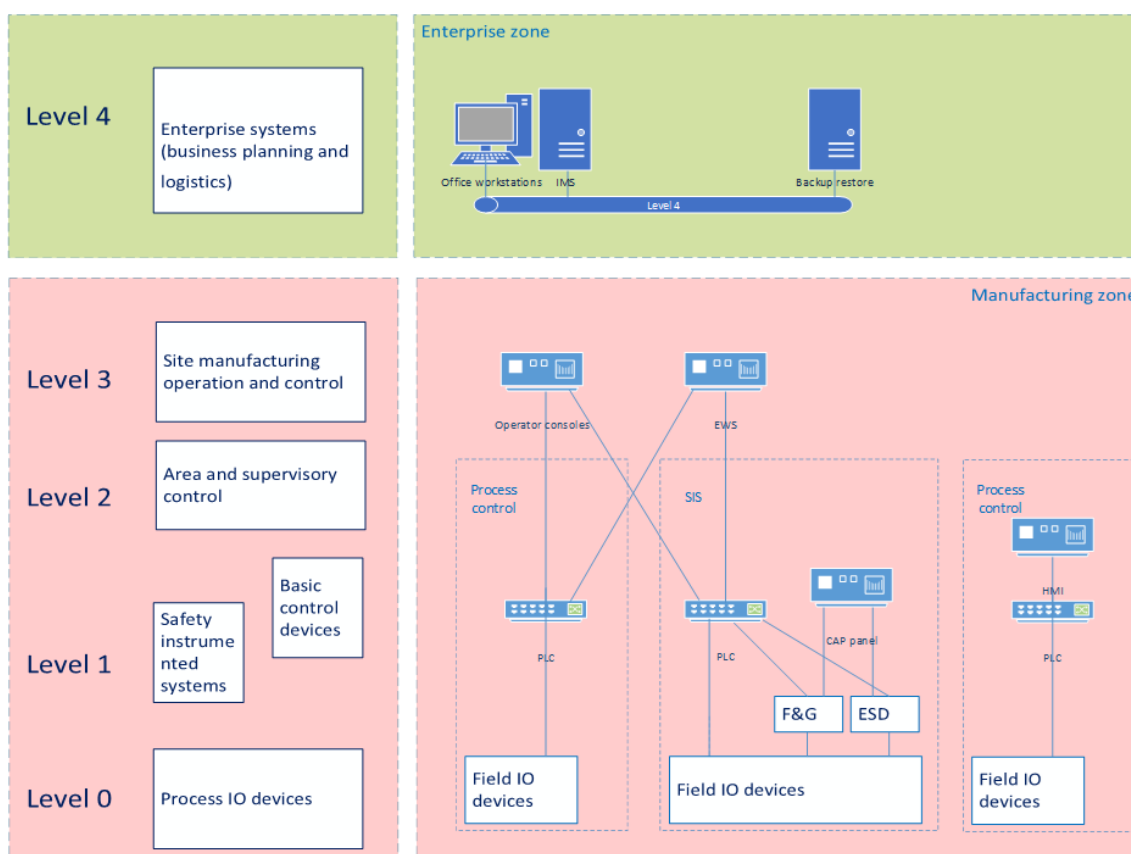 Level 4
Enterprise systems
(business planning and
logistics)
Enterprise zone
Office workstations
IMS
Backup restore
Level 4
Manufacturing zone
Level 3
Site manufacturing
operation and control
Operator consoles
EWS
Level 2
Area and supervisory
control
Process
control
SIS
Process
control
HMI
Level 1
Safety
instrume
nted
systems
Basic
control
devices
PLC
PLC
CAP panel
PLC
F&G
ESD
Level 0
Process IO devices
Field IO
devices
Field IO devices
Field IO
devices